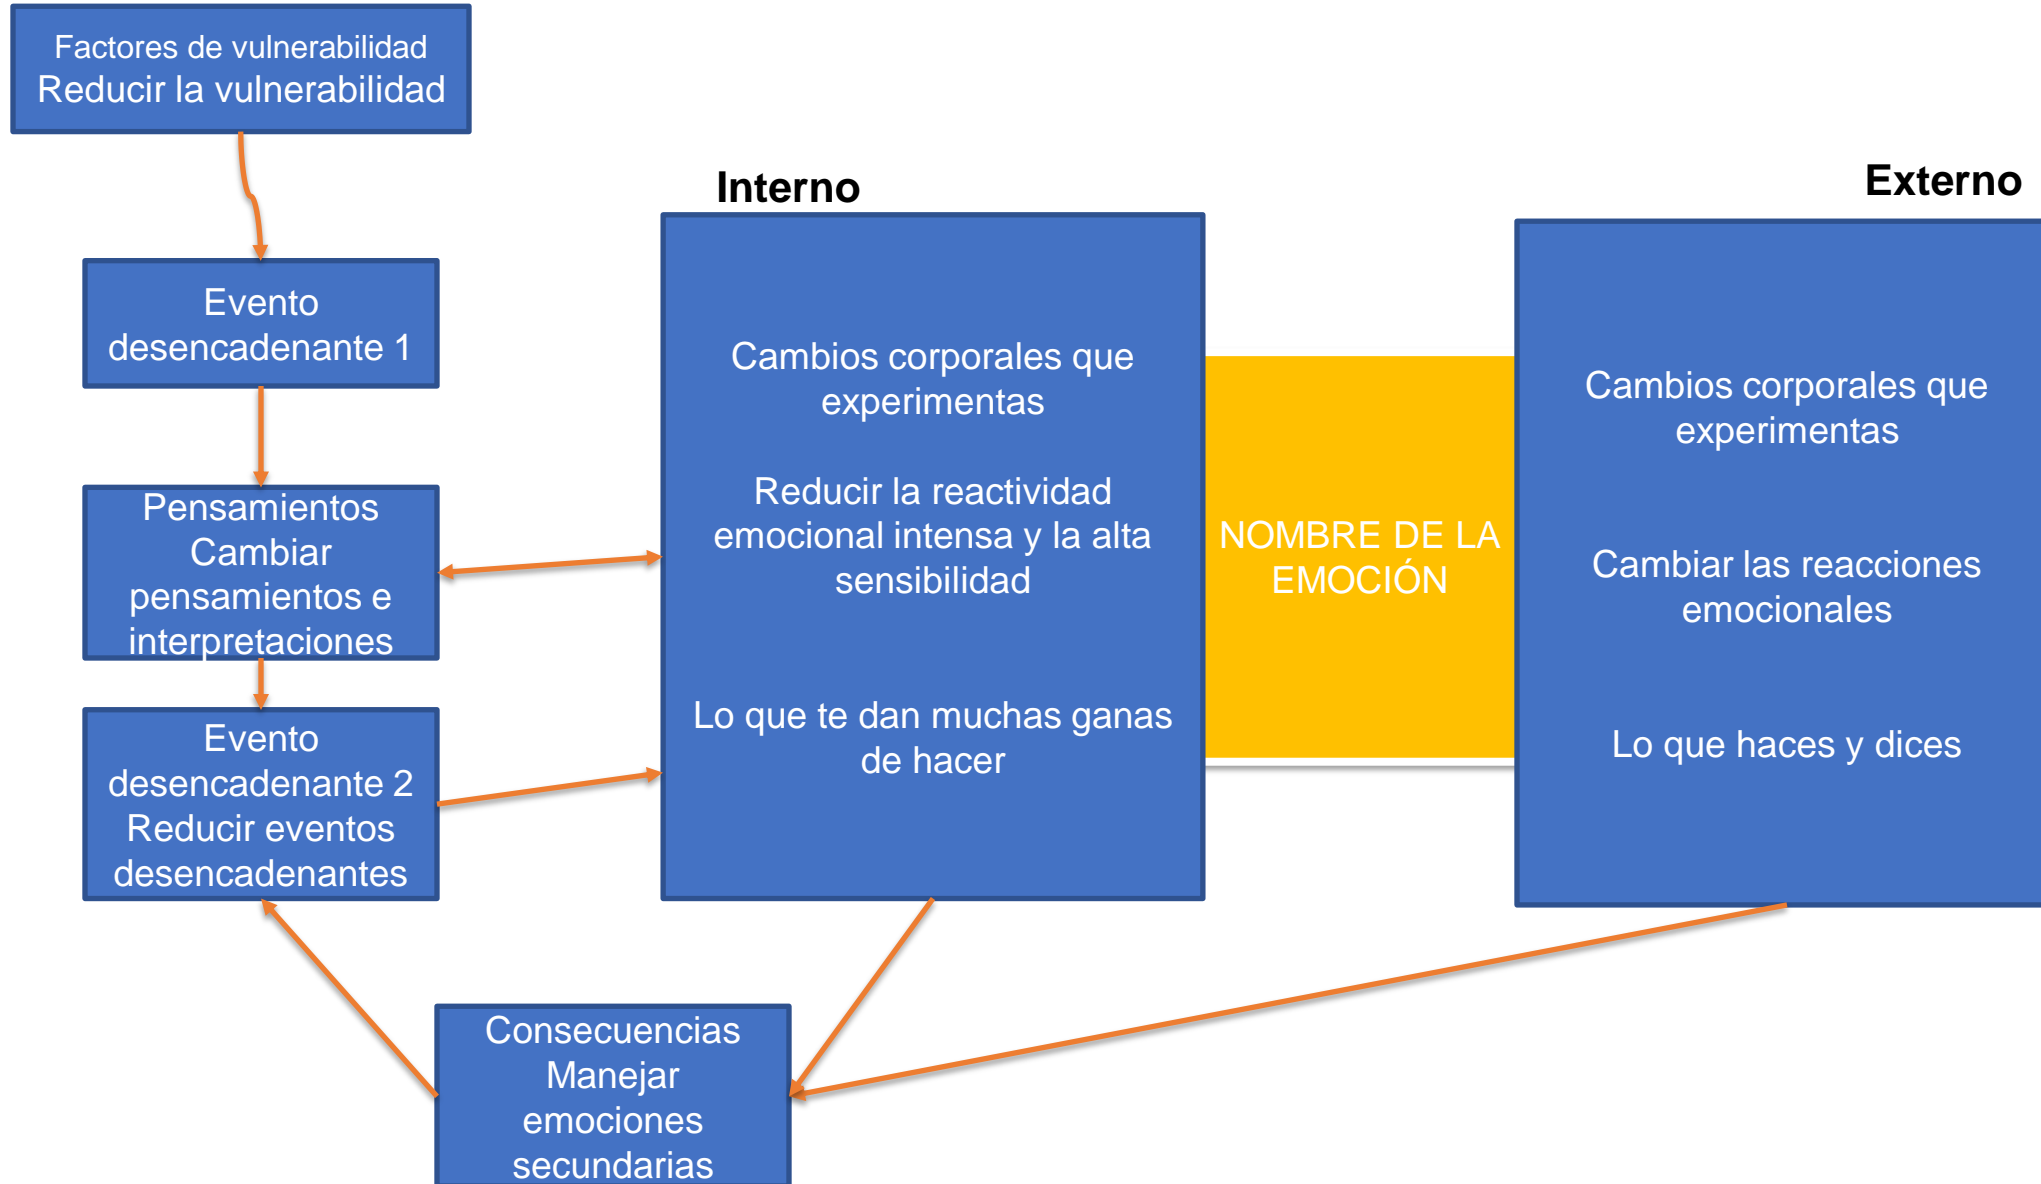 Factores de vulnerabilidad
Reducir la vulnerabilidad
Evento
desencadenante 1
Pensamientos
Cambiar
pensamientos e
interpretaciones
Evento
desencadenante 2
Reducir eventos
desencadenantes
Interno
Cambios corporales que
experimentas
Reducir la reactividad
emocional intensa y la alta
sensibilidad
Lo que te dan muchas ganas
de hacer
NOMBRE DE LA
EMOCIÓN
Externo
Cambios corporales que
experimentas
Cambiar las reacciones
emocionales
Lo que haces y dices
Consecuencias
Manejar
emociones
secundarias